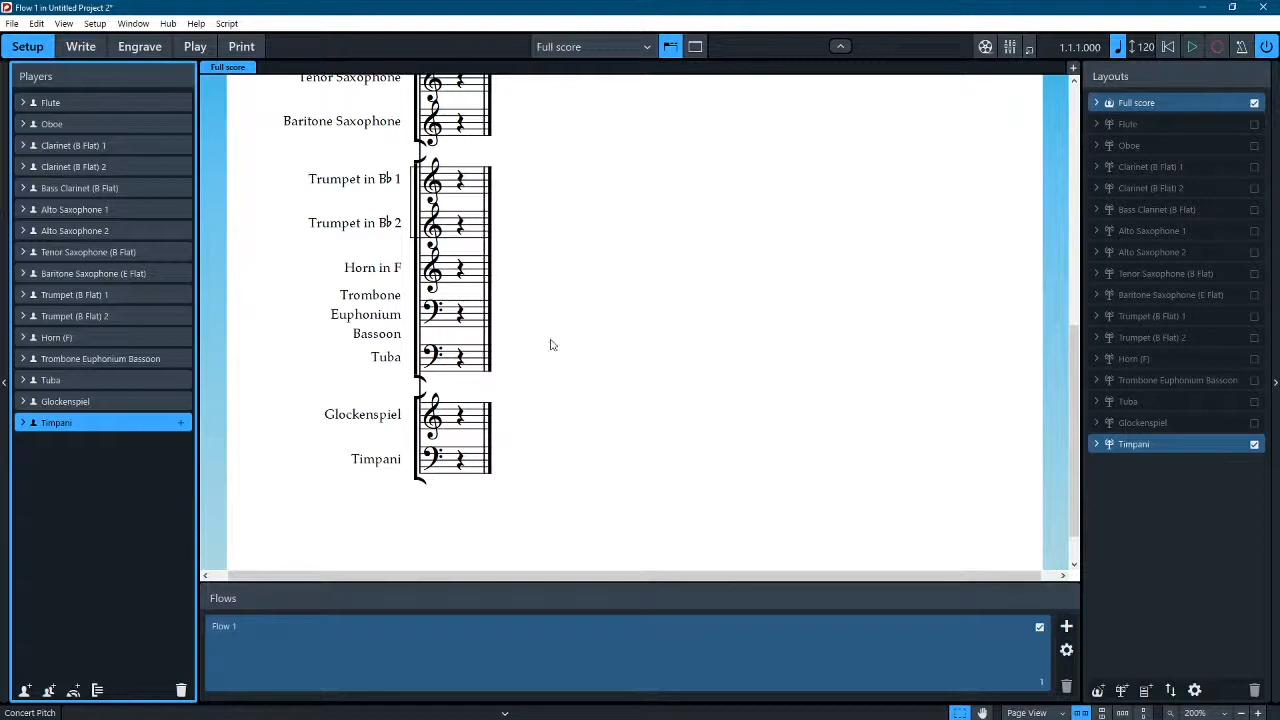 Flow 1 in Untitled Project 2*
File Edit View Setup Window Hub Help Script
Setup Write Engrave Play Print
Full score
1.1.1.000
120
Players
Flute
Oboe
Clarinet (B Flat) 1
Clarinet (B Flat) 2
Bass Clarinet (B Flat)
Alto Saxophone 1
Alto Saxophone 2
Tenor Saxophone (B Flat)
Baritone Saxophone (E Flat)
Trumpet (B Flat) 1
Trumpet (B Flat) 2
Horn (F)
Trombone Euphonium Bassoon
Tuba
Glockenspiel
Timpani
Full score
Tenor Saxophone
Baritone Saxophone
Trumpet in B♭ 1
Trumpet in B♭ 2
Horn in F
Trombone
Euphonium
Bassoon
Tuba
Glockenspiel
Timpani
Flows
Flow 1
1
Layouts
Full score
Flute
Oboe
Clarinet (B Flat) 1
Clarinet (B Flat) 2
Bass Clarinet (B Flat)
Alto Saxophone 1
Alto Saxophone 2
Tenor Saxophone (B Flat)
Baritone Saxophone (E Flat)
Trumpet (B Flat) 1
Trumpet (B Flat) 2
Horn (F)
Trombone Euphonium Bassoon
Tuba
Glockenspiel
Timpani
Concert Pitch
Page View
200%